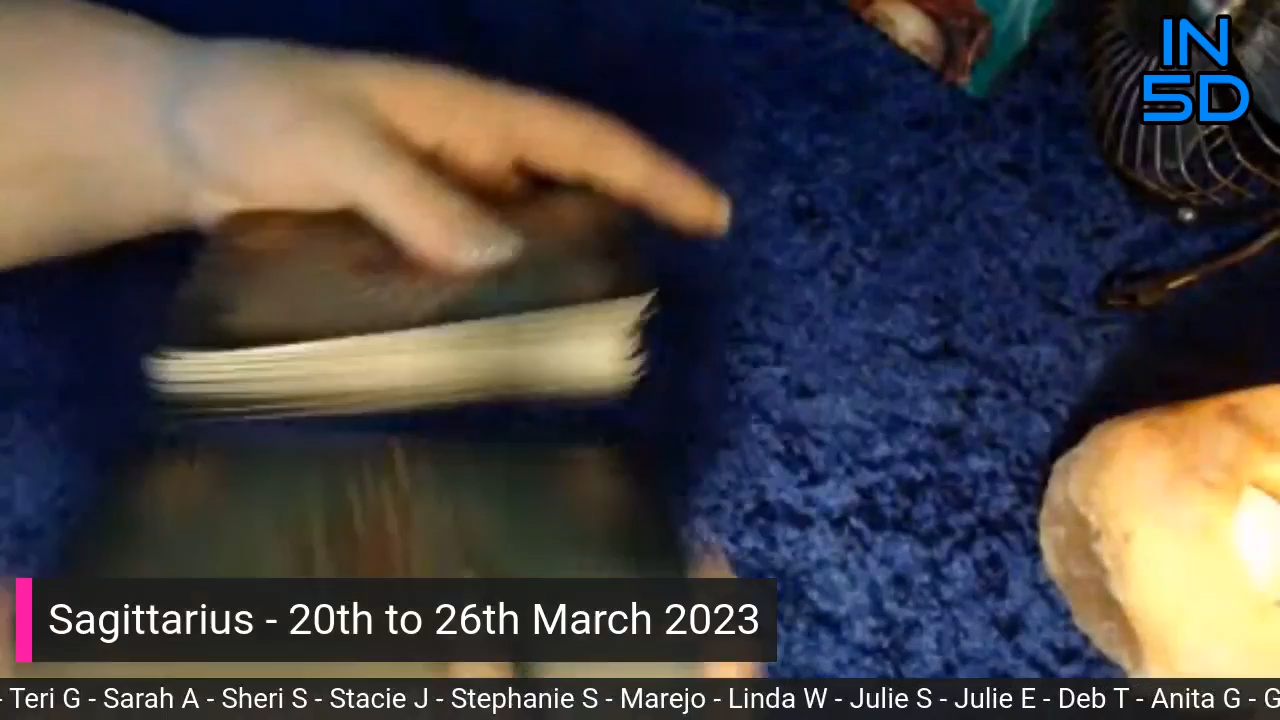 IN
5D
Sagittarius - 20th to 26th March 2023
- Teri G - Sarah A - Sheri S - Stacie J - Stephanie S - Marejo - Linda W - Julie S - Julie E - Deb T - Anita G - G